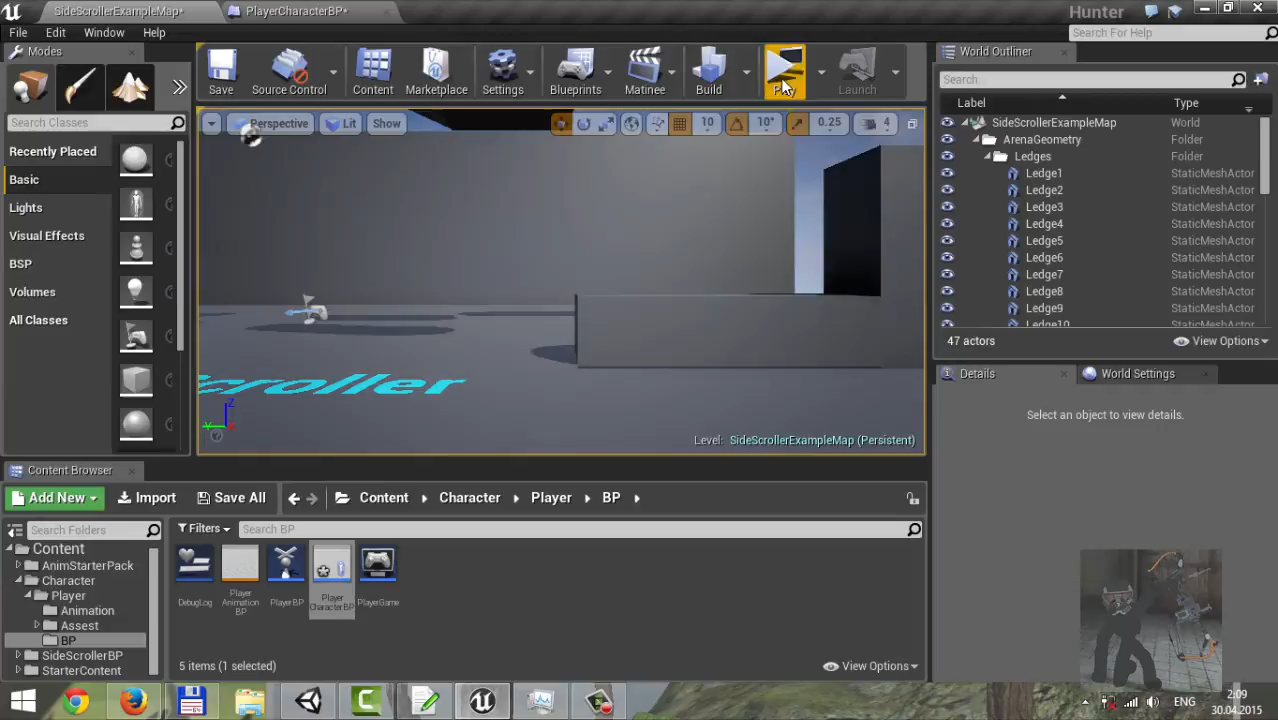 SideScrollerExampleMap*
PlayerCharacterBP*
Hunter
File
Edit
Window
Help
Search For Help
Modes
Save
Source Control
Content
Marketplace
Settings
Blueprints
Matinee
Build
Play
Launch
World Outliner
Search...
Label
Type
Search Classes
Perspective
Lit
Show
10
10°
0.25
4
Recently Placed
Basic
Lights
Visual Effects
BSP
Volumes
All Classes
SideScrollerExampleMap
World
ArenaGeometry
Folder
Ledges
Folder
Ledge1
StaticMeshActor
Ledge2
StaticMeshActor
Ledge3
StaticMeshActor
Ledge4
StaticMeshActor
Ledge5
StaticMeshActor
Ledge6
StaticMeshActor
Ledge7
StaticMeshActor
Ledge8
StaticMeshActor
Ledge9
StaticMeshActor
Ledge10
StaticMeshActor
47 actors
View Options
Details
World Settings
Select an object to view details.
croller
Z
Y
X
Level: SideScrollerExampleMap (Persistent)
Content Browser
Add New
Import
Save All
Content
Character
Player
BP
Search Folders
Filters
Search BP
Content
AnimStarterPack
Character
Player
Animation
Assest
BP
SideScrollerBP
StarterContent
DebugLog
Player
Animation
BP
PlayerBP
Player
CharacterBP
PlayerGame
5 items (1 selected)
View Options
ENG
2:09
30.04.2015